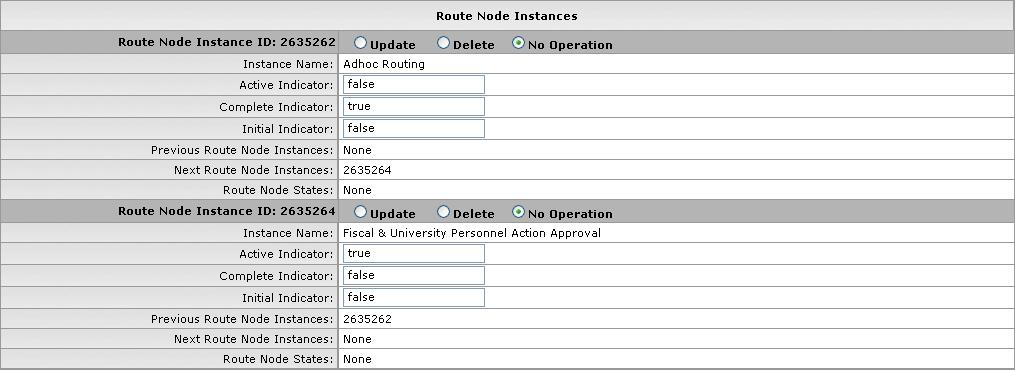 Route Node Instances
Route Node Instance ID: 2635262 Update Delete No Operation
Instance Name: Adhoc Routing
Active Indicator: false
Complete Indicator: true
Initial Indicator: false
Previous Route Node Instances: None
Next Route Node Instances: 2635264
Route Node States: None
Route Node Instance ID: 2635264 Update Delete No Operation
Instance Name: Fiscal & University Personnel Action Approval
Active Indicator: true
Complete Indicator: false
Initial Indicator: false
Previous Route Node Instances: 2635262
Next Route Node Instances: None
Route Node States: None